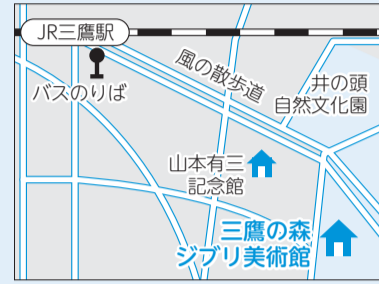 JR三鷹駅
バスのりば
風の散歩道
井の頭
自然文化園
山本有三
記念館
三鷹の森
ジブリ美術館